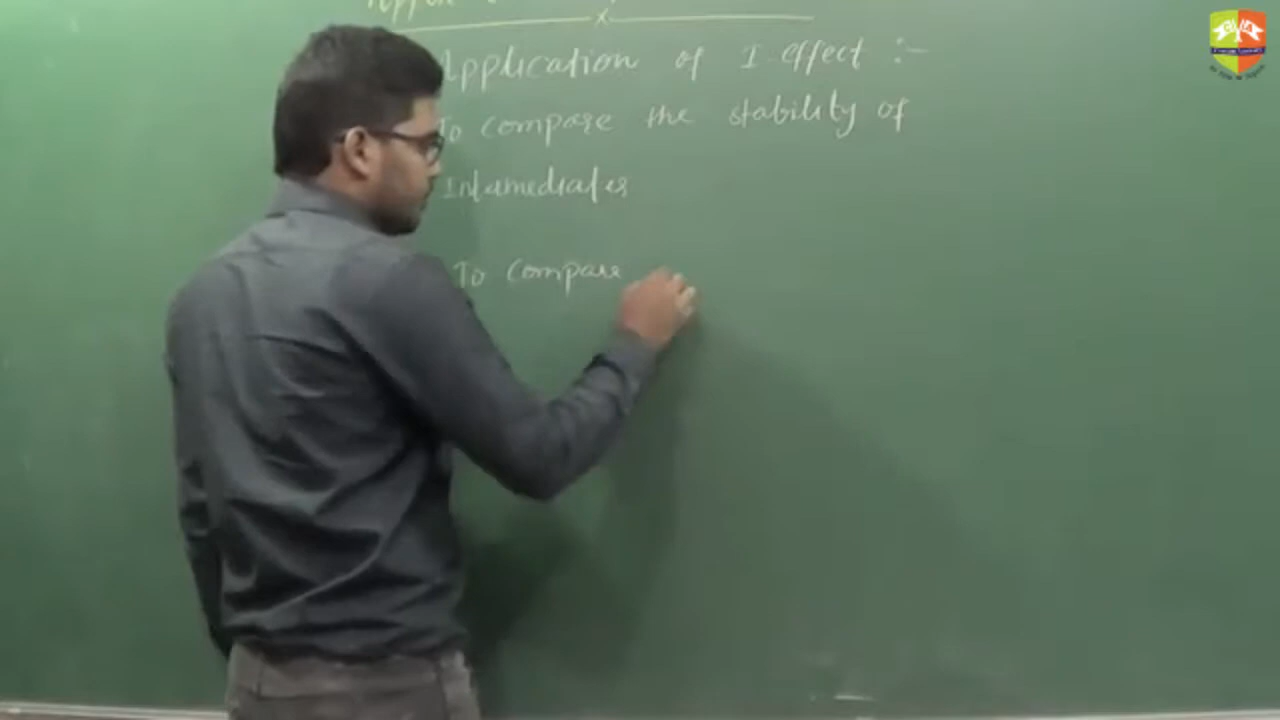 Application of I effect :-
To compare the stability of
Intermediates
To Compare